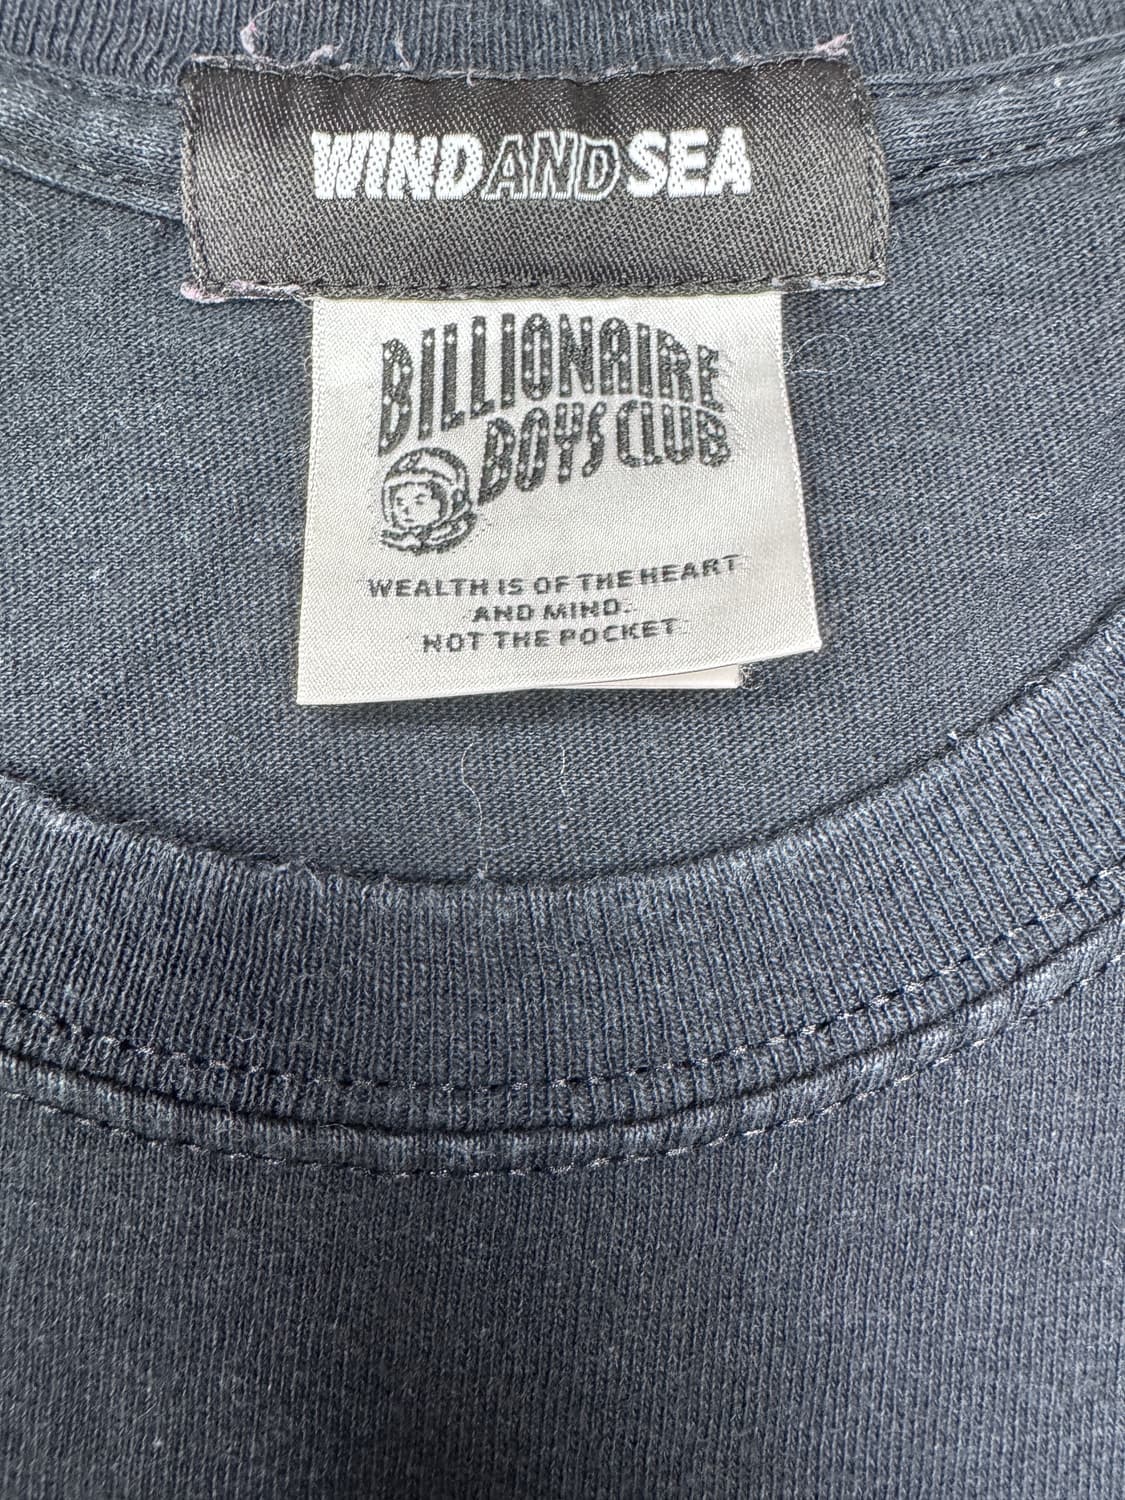 WINDANDSEA
BILLIONAIRE
BOYS CLUB
WEALTH IS OF THE HEART
AND MIND.
NOT THE POCKET.